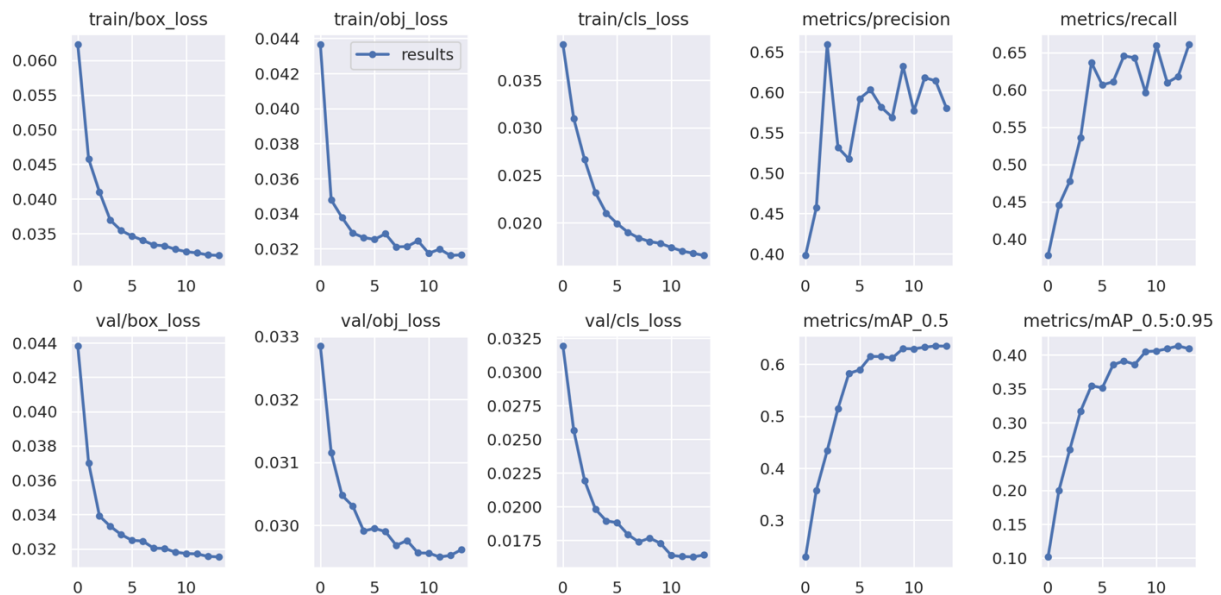 train/box_loss
0.060
0.055
0.050
0.045
0.040
0.035
0 5 10
train/obj_loss
results
0.044
0.042
0.040
0.038
0.036
0.034
0.032
0 5 10
train/cls_loss
0.035
0.030
0.025
0.020
0 5 10
metrics/precision
0.65
0.60
0.55
0.50
0.45
0.40
0 5 10
metrics/recall
0.65
0.60
0.55
0.50
0.45
0.40
0 5 10
val/box_loss
0.044
0.042
0.040
0.038
0.036
0.034
0.032
0 5 10
val/obj_loss
0.033
0.032
0.031
0.030
0 5 10
val/cls_loss
0.0325
0.0300
0.0275
0.0250
0.0225
0.0200
0.0175
0 5 10
metrics/mAP_0.5
0.6
0.5
0.4
0.3
0 5 10
metrics/mAP_0.5:0.95
0.40
0.35
0.30
0.25
0.20
0.15
0.10
0 5 10